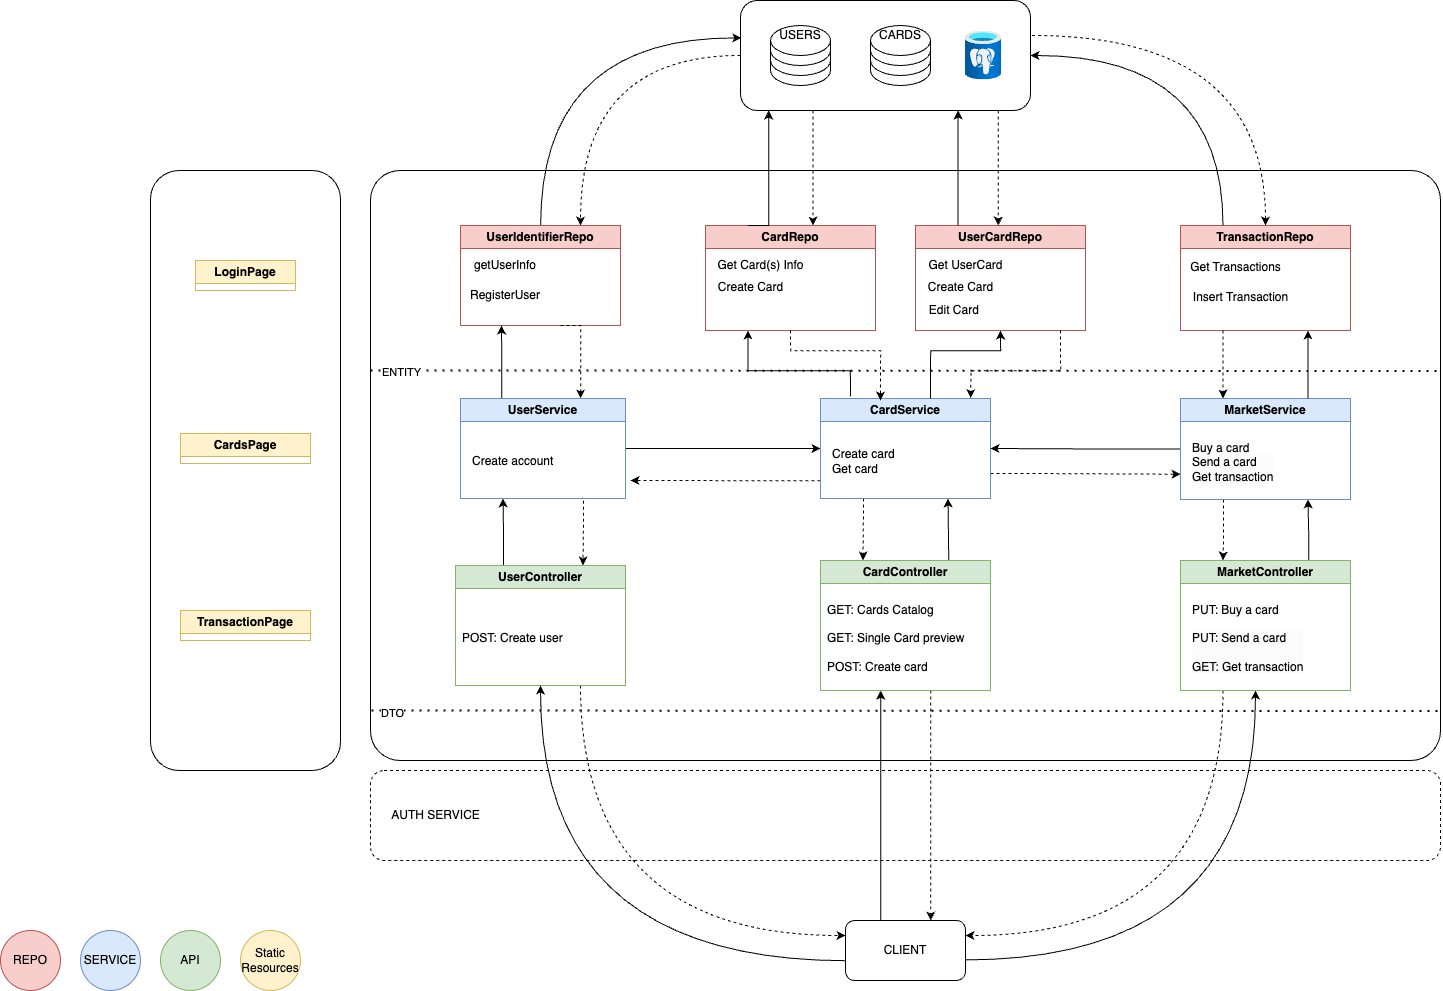 USERS
CARDS
UserIdentifierRepo
getUserInfo
RegisterUser
CardRepo
Get Card(s) Info
Create Card
UserCardRepo
Get UserCard
Create Card
Edit Card
TransactionRepo
Get Transactions
Insert Transaction
LoginPage
CardsPage
TransactionPage
ENTITY
UserService
Create account
CardService
Create card
Get card
MarketService
Buy a card
Send a card
Get transaction
UserController
POST: Create user
CardController
GET: Cards Catalog
GET: Single Card preview
POST: Create card
MarketController
PUT: Buy a card
PUT: Send a card
GET: Get transaction
'DTO'
AUTH SERVICE
CLIENT
REPO
SERVICE
API
Static
Resources